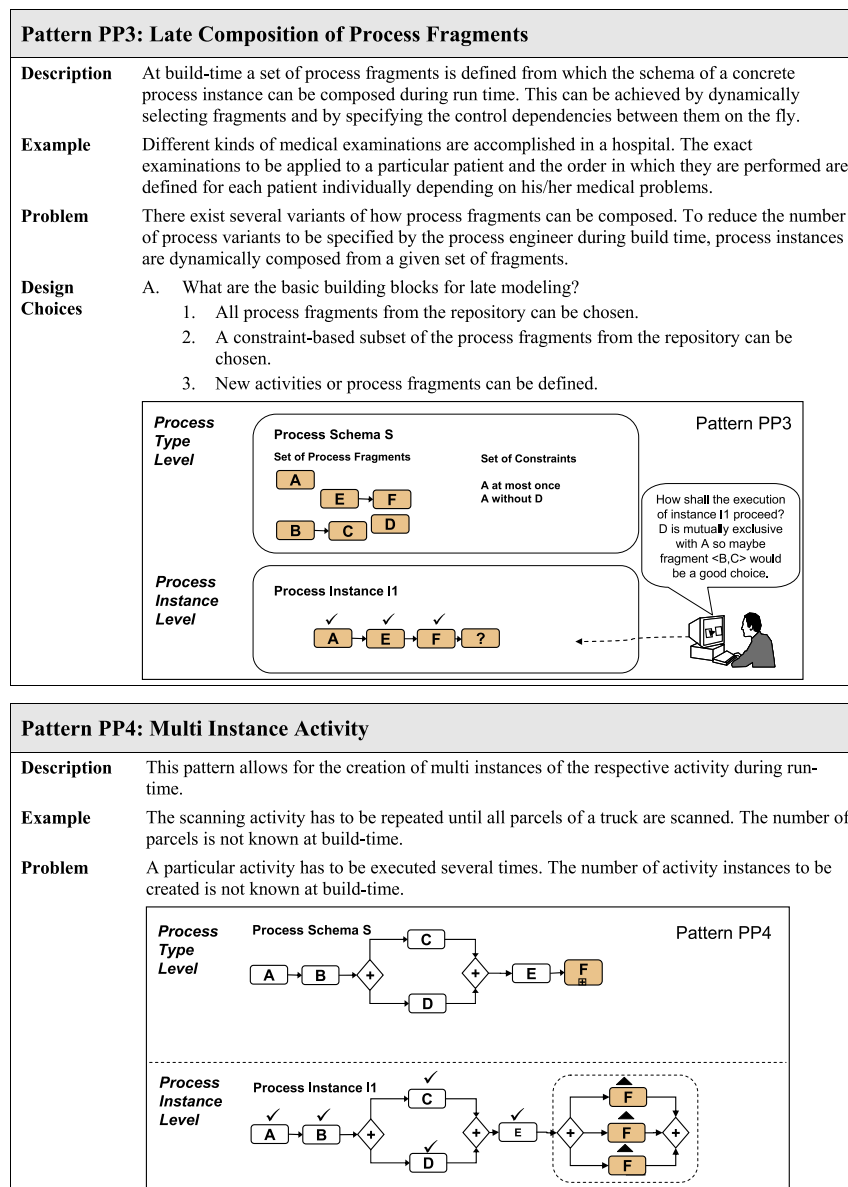 Pattern PP3: Late Composition of Process Fragments
Description At build-time a set of process fragments is defined from which the schema of a concrete
process instance can be composed during run time. This can be achieved by dynamically
selecting fragments and by specifying the control dependencies between them on the fly.
Example Different kinds of medical examinations are accomplished in a hospital. The exact
examinations to be applied to a particular patient and the order in which they are performed are
defined for each patient individually depending on his/her medical problems.
Problem There exist several variants of how process fragments can be composed. To reduce the number
of process variants to be specified by the process engineer during build time, process instances
are dynamically composed from a given set of fragments.
Design Choices A. What are the basic building blocks for late modeling?
1. All process fragments from the repository can be chosen.
2. A constraint-based subset of the process fragments from the repository can be
chosen.
3. New activities or process fragments can be defined.
Process
Type
Level
Process Schema S
Pattern PP3
Set of Process Fragments
Set of Constraints
A
E F
B C D
A at most once
A without D
How shall the execution
of instance I1 proceed?
D is mutually exclusive
with A so maybe
fragment <B,C> would
be a good choice.
Process
Instance
Level
Process Instance I1
✓ ✓ ✓
A E F ?
Pattern PP4: Multi Instance Activity
Description This pattern allows for the creation of multi instances of the respective activity during run-
time.
Example The scanning activity has to be repeated until all parcels of a truck are scanned. The number of
parcels is not known at build-time.
Problem A particular activity has to be executed several times. The number of activity instances to be
created is not known at build-time.
Process
Type
Level
Process Schema S
Pattern PP4
C
A B + + E F
D
Process
Instance
Level
Process Instance I1
✓
C F
✓ ✓ ✓
A B + + E + F +
✓
D F